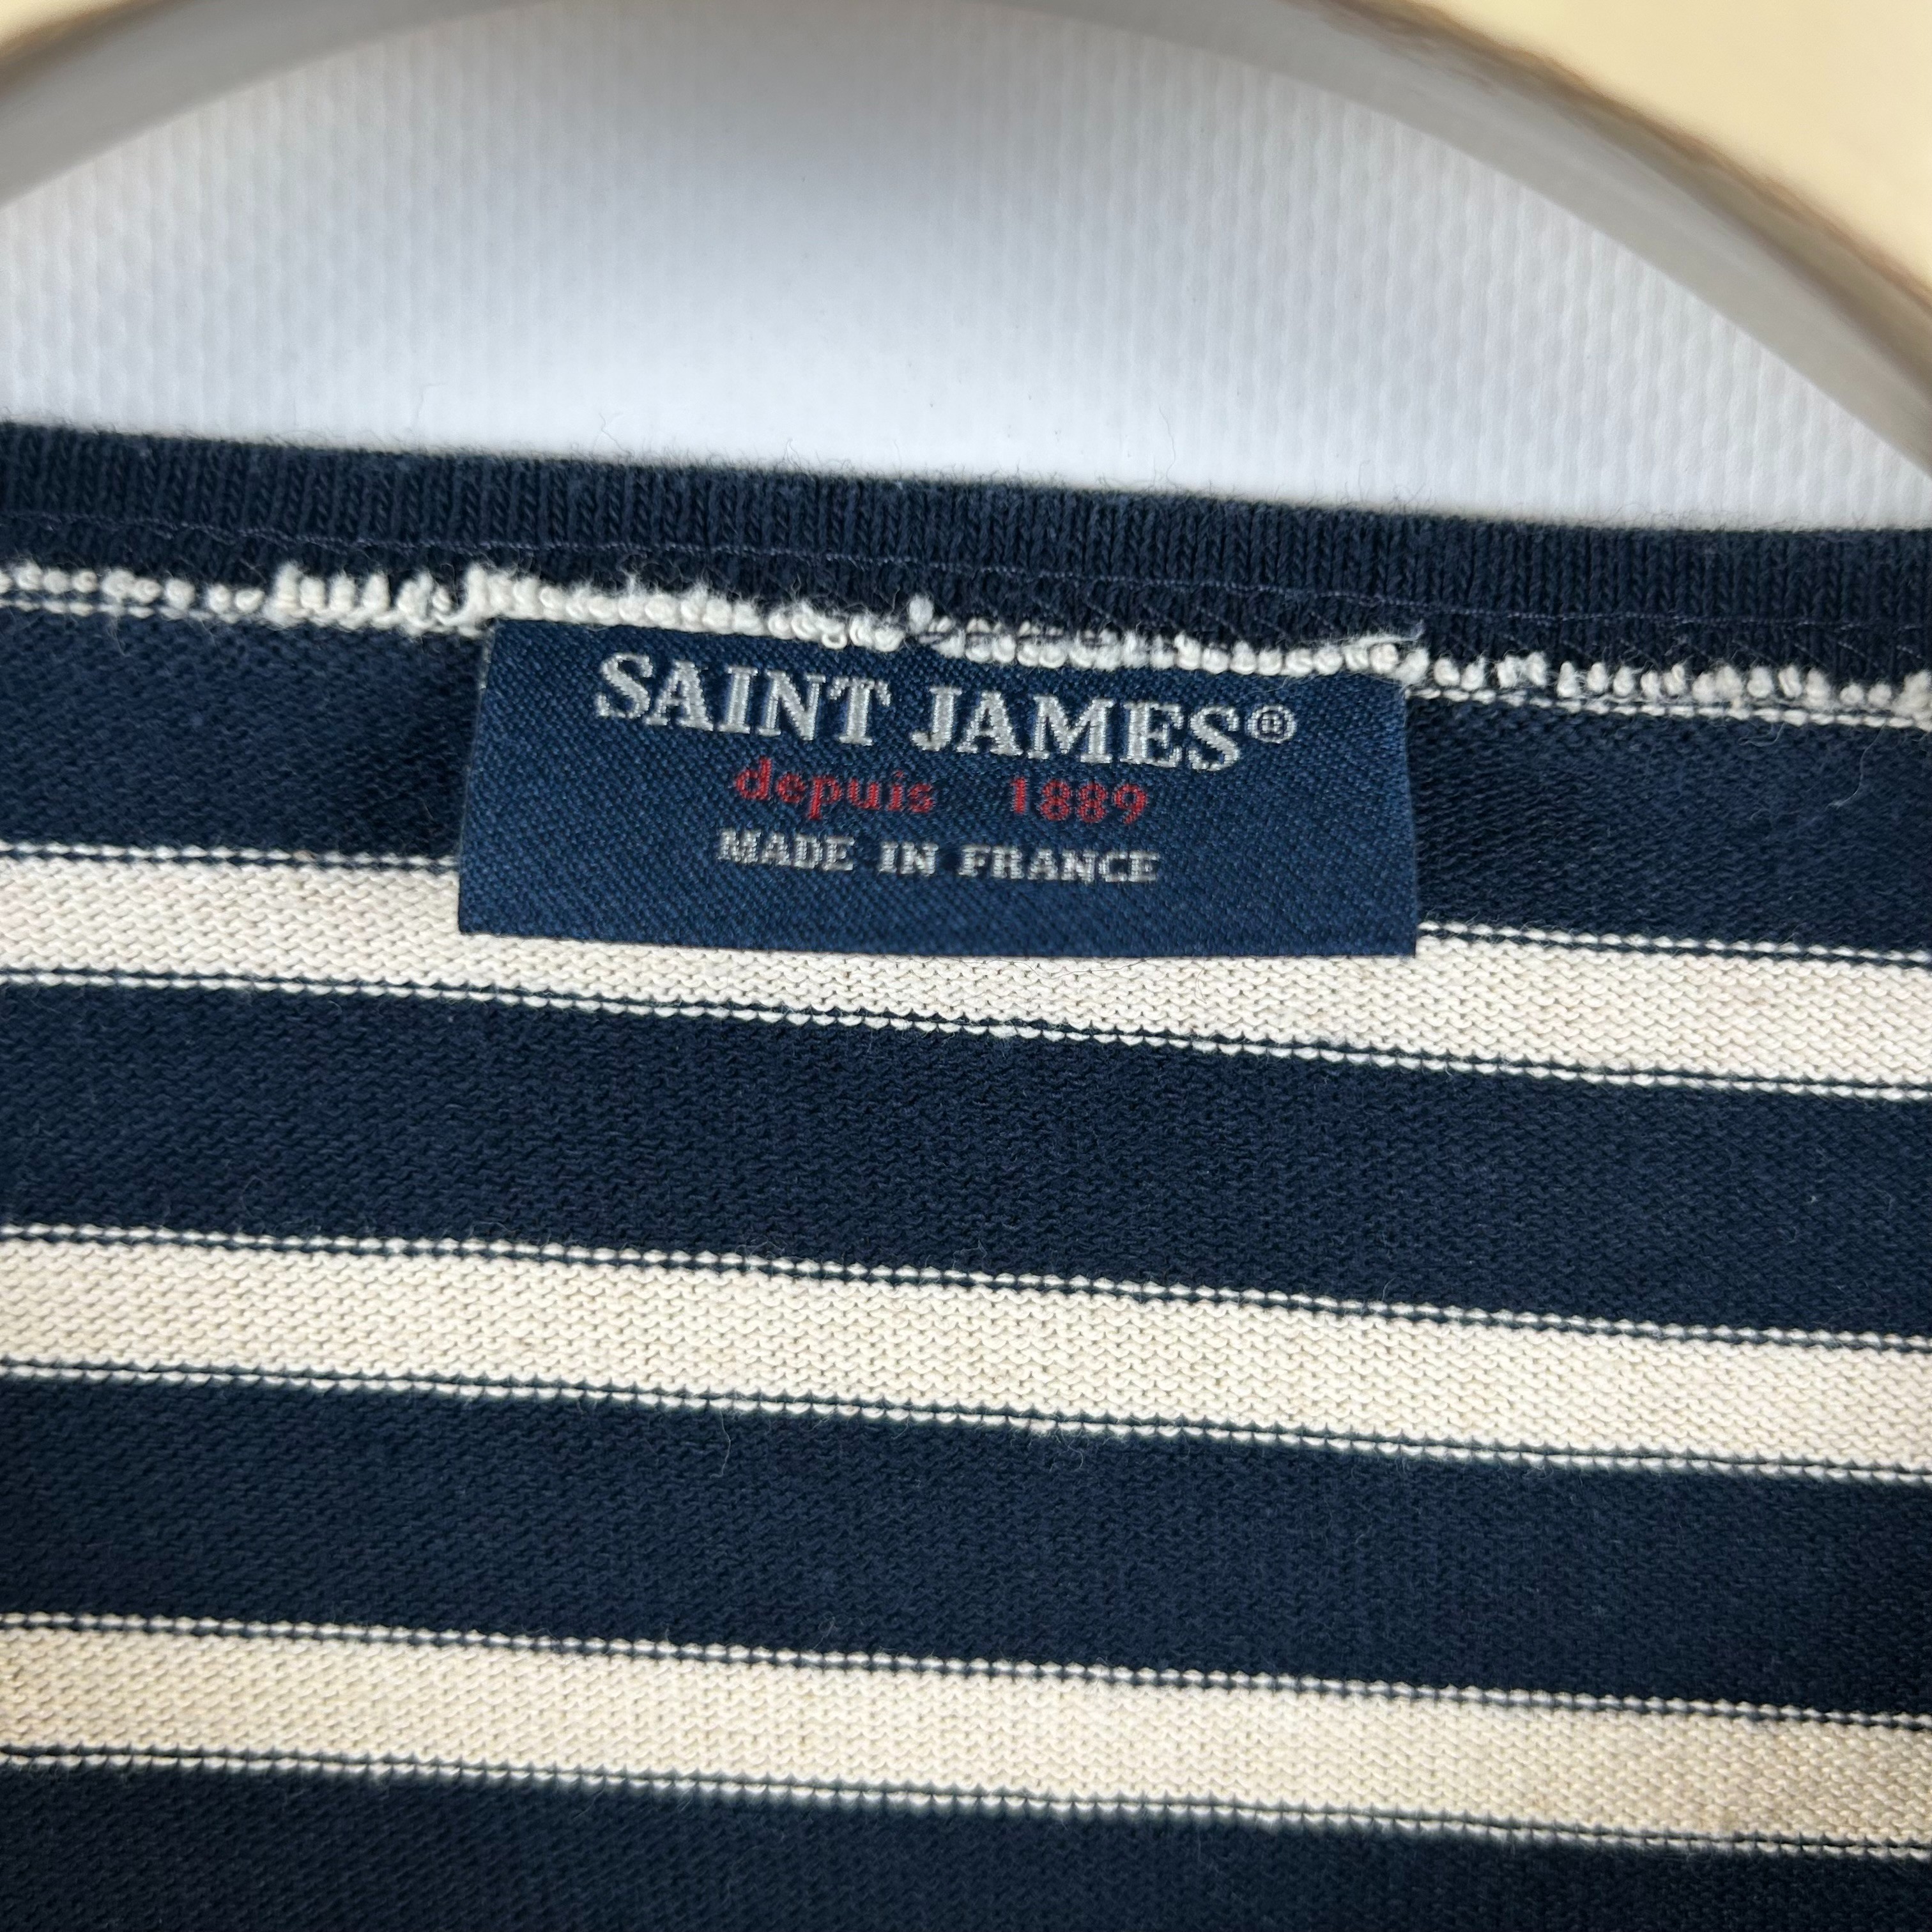 SAINT JAMES®
depuis 1889
MADE IN FRANCE